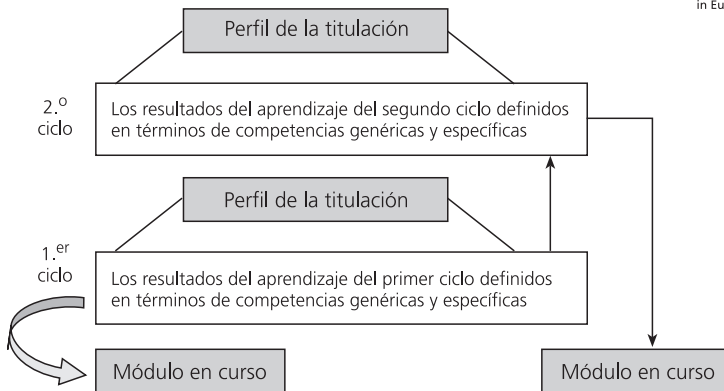 in Eu
Perfil de la titulación
2.º
ciclo
Los resultados del aprendizaje del segundo ciclo definidos
en términos de competencias genéricas y específicas
Perfil de la titulación
1.er
ciclo
Los resultados del aprendizaje del primer ciclo definidos
en términos de competencias genéricas y específicas
Módulo en curso
Módulo en curso